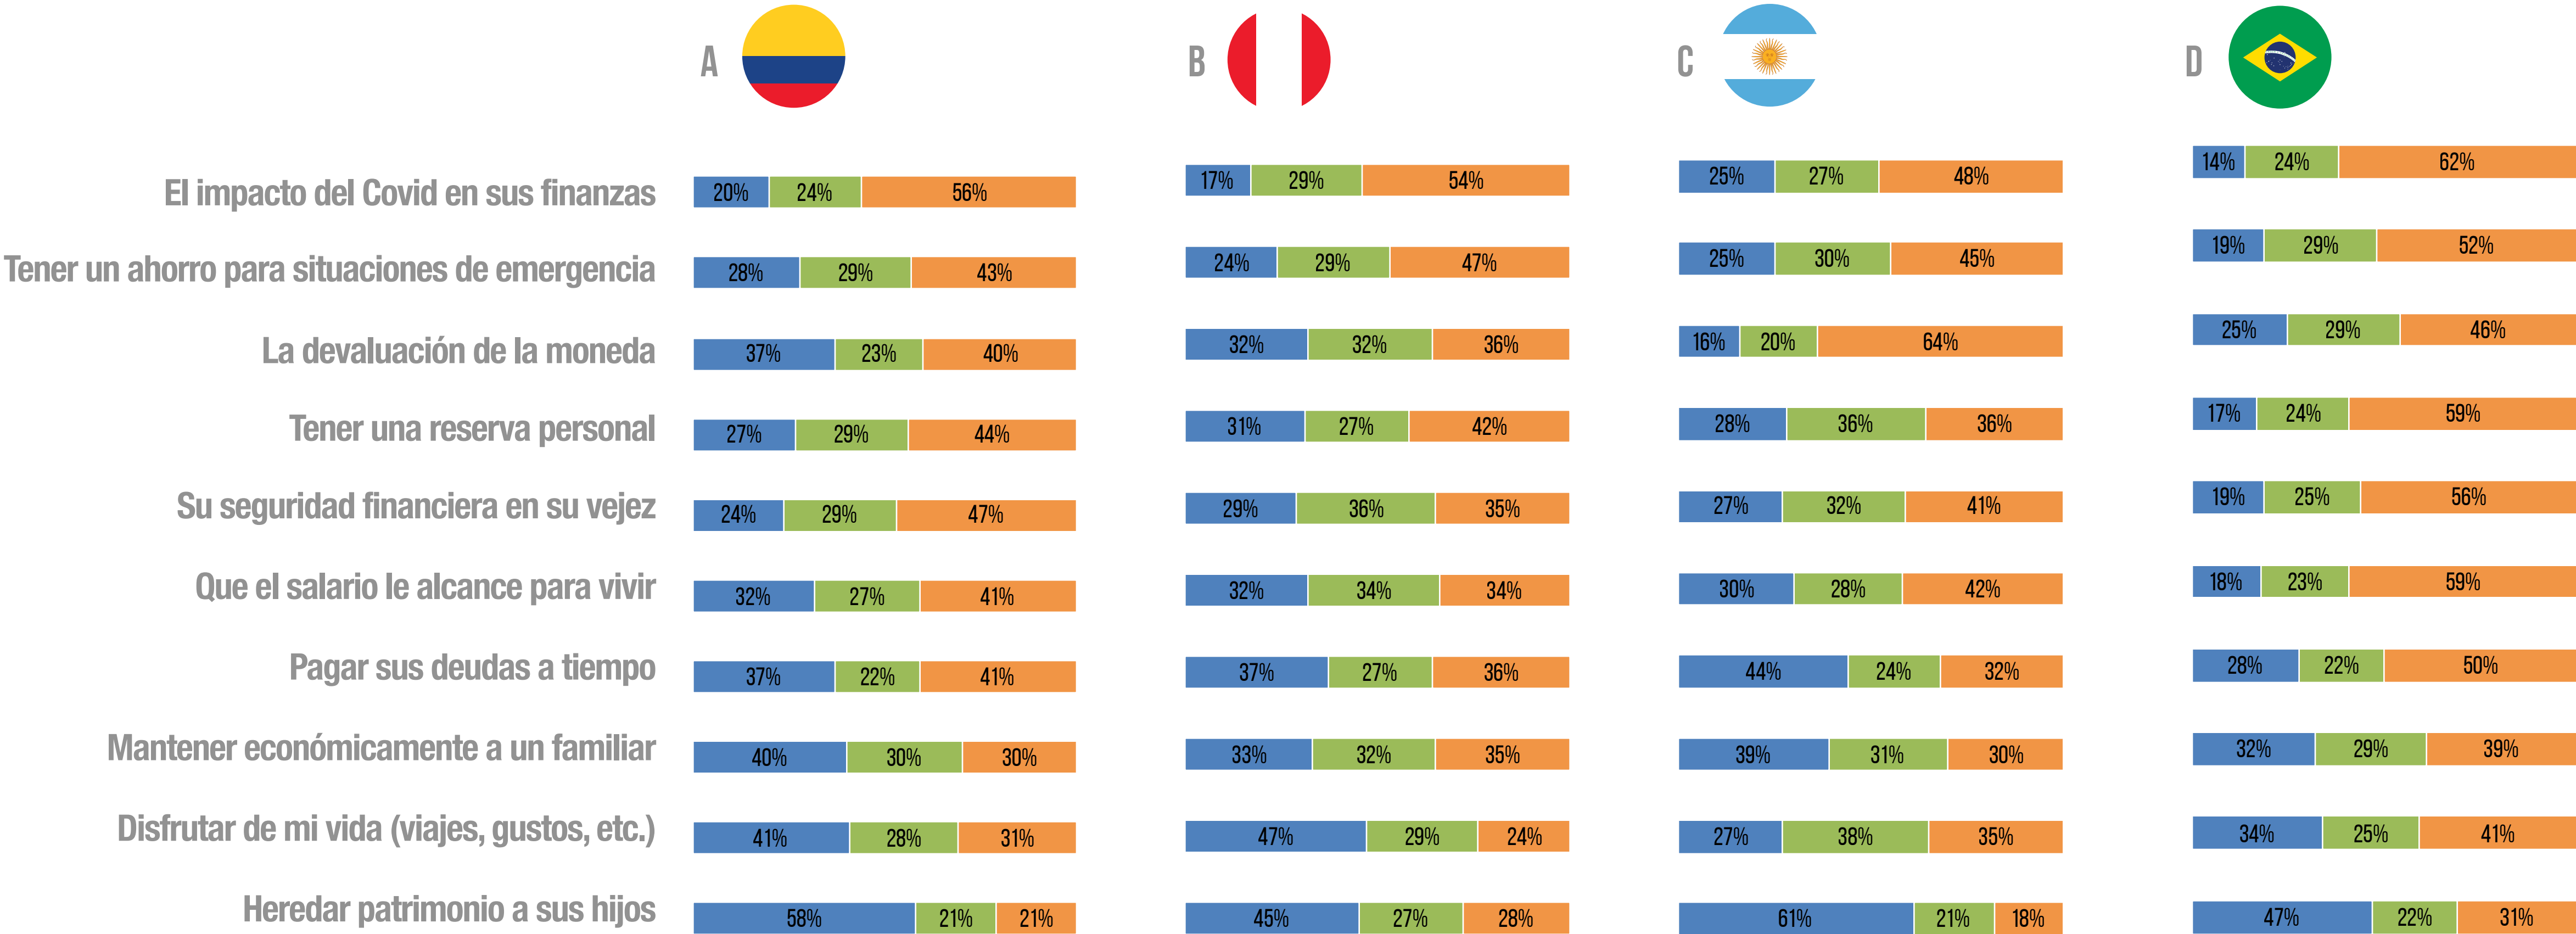 A B C D
El impacto del Covid en sus finanzas 20% 24% 56% 17% 29% 54% 25% 27% 48% 14% 24% 62%
Tener un ahorro para situaciones de emergencia 28% 29% 43% 24% 29% 47% 25% 30% 45% 19% 29% 52%
La devaluación de la moneda 37% 23% 40% 32% 32% 36% 16% 20% 64% 25% 29% 46%
Tener una reserva personal 27% 29% 44% 31% 27% 42% 28% 36% 36% 17% 24% 59%
Su seguridad financiera en su vejez 24% 29% 47% 29% 36% 35% 27% 32% 41% 19% 25% 56%
Que el salario le alcance para vivir 32% 27% 41% 32% 34% 34% 30% 28% 42% 18% 23% 59%
Pagar sus deudas a tiempo 37% 22% 41% 37% 27% 36% 44% 24% 32% 28% 22% 50%
Mantener económicamente a un familiar 40% 30% 30% 33% 32% 35% 39% 31% 30% 32% 29% 39%
Disfrutar de mi vida (viajes, gustos, etc.) 41% 28% 31% 47% 29% 24% 27% 38% 35% 34% 25% 41%
Heredar patrimonio a sus hijos 58% 21% 21% 45% 27% 28% 61% 21% 18% 47% 22% 31%